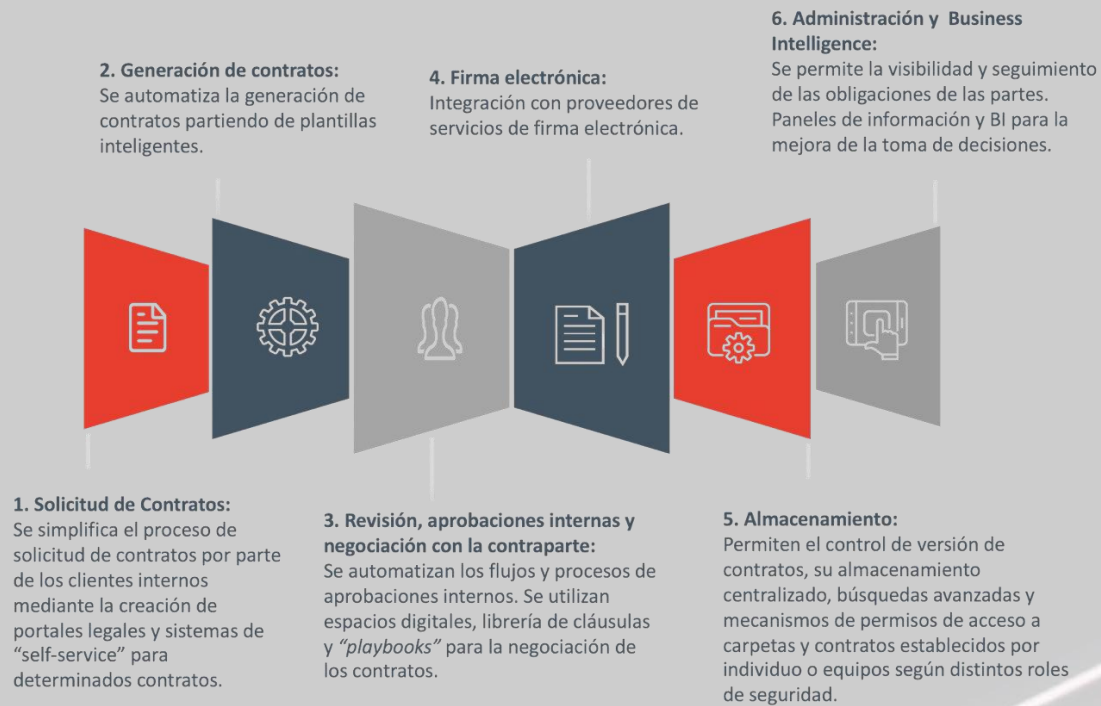 1. Solicitud de Contratos:
Se simplifica el proceso de
solicitud de contratos por parte
de los clientes internos
mediante la creación de
portales legales y sistemas de
“self-service” para
determinados contratos.
2. Generación de contratos:
Se automatiza la generación de
contratos partiendo de plantillas
inteligentes.
3. Revisión, aprobaciones internas y
negociación con la contraparte:
Se automatizan los flujos y procesos de
aprobaciones internos. Se utilizan
espacios digitales, librería de cláusulas
y “playbooks” para la negociación de
los contratos.
4. Firma electrónica:
Integración con proveedores de
servicios de firma electrónica.
5. Almacenamiento:
Permiten el control de versión de
contratos, su almacenamiento
centralizado, búsquedas avanzadas y
mecanismos de permisos de acceso a
carpetas y contratos establecidos por
individuo o equipos según distintos roles
de seguridad.
6. Administración y Business
Intelligence:
Se permite la visibilidad y seguimiento
de las obligaciones de las partes.
Paneles de información y BI para la
mejora de la toma de decisiones.